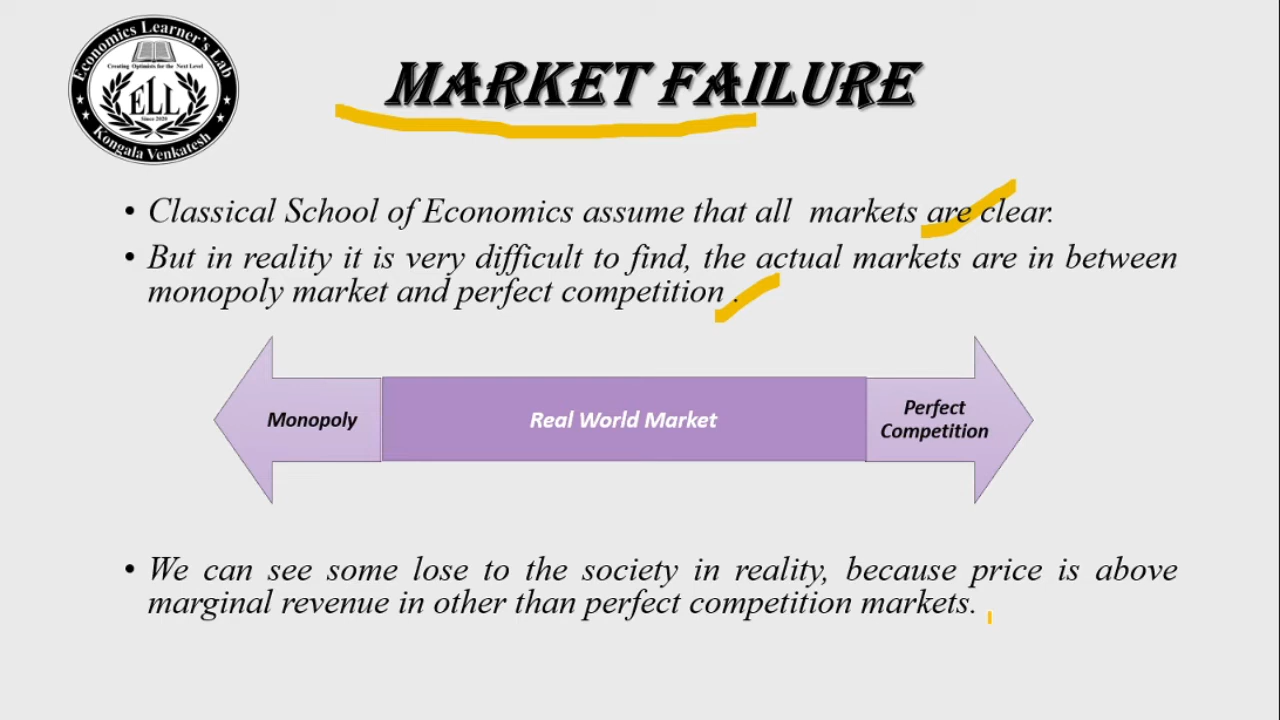 Economics Learner's Lab
Creating Optimists for the Next Level
ELL
Since 2020
Kongala Venkatesh
MARKET FAILURE
• Classical School of Economics assume that all markets are clear.
• But in reality it is very difficult to find, the actual markets are in between
monopoly market and perfect competition .
Monopoly
Real World Market
Perfect
Competition
• We can see some lose to the society in reality, because price is above
marginal revenue in other than perfect competition markets.